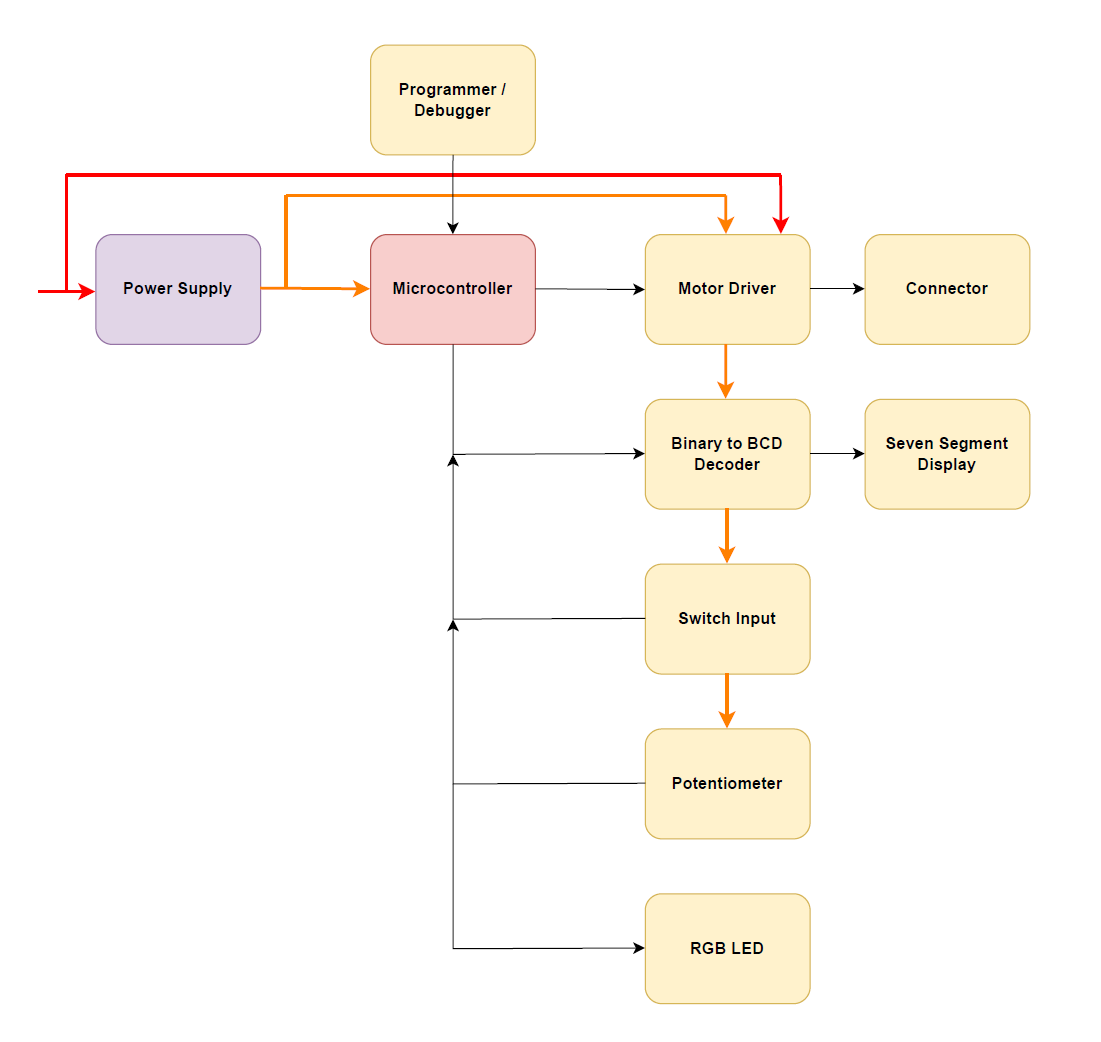 Programmer /
Debugger
Power Supply
Microcontroller
Motor Driver
Connector
Binary to BCD
Decoder
Seven Segment
Display
Switch Input
Potentiometer
RGB LED